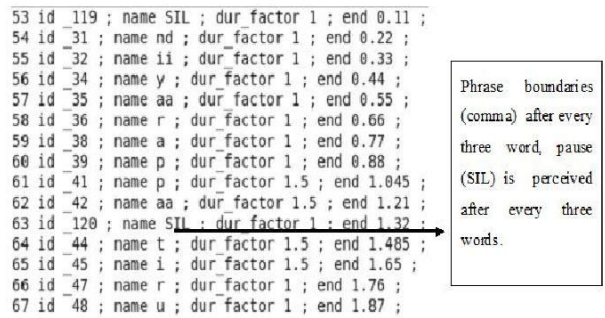 53 id _119 ; name SIL ; dur_factor 1 ; end 0.11 ;
54 id _31 ; name nd ; dur_factor 1 ; end 0.22 ;
55 id _32 ; name ii ; dur_factor 1 ; end 0.33 ;
56 id _34 ; name y ; dur_factor 1 ; end 0.44 ;
57 id _35 ; name aa ; dur_factor 1 ; end 0.55 ;
58 id _36 ; name r ; dur_factor 1 ; end 0.66 ;
59 id _38 ; name a ; dur_factor 1 ; end 0.77 ;
60 id _39 ; name p ; dur_factor 1 ; end 0.88 ;
61 id _41 ; name p ; dur_factor 1.5 ; end 1.045 ;
62 id _42 ; name aa ; dur_factor 1.5 ; end 1.21 ;
63 id _120 ; name SIL ; dur_factor 1 ; end 1.32 ;
64 id _44 ; name t ; dur_factor 1.5 ; end 1.485 ;
65 id _45 ; name i ; dur_factor 1.5 ; end 1.65 ;
66 id _47 ; name r ; dur_factor 1 ; end 1.76 ;
67 id _48 ; name u ; dur_factor 1 ; end 1.87 ;
Phrase boundaries
(comma) after every
three word, pause
(SIL) is perceived
after every three
words.